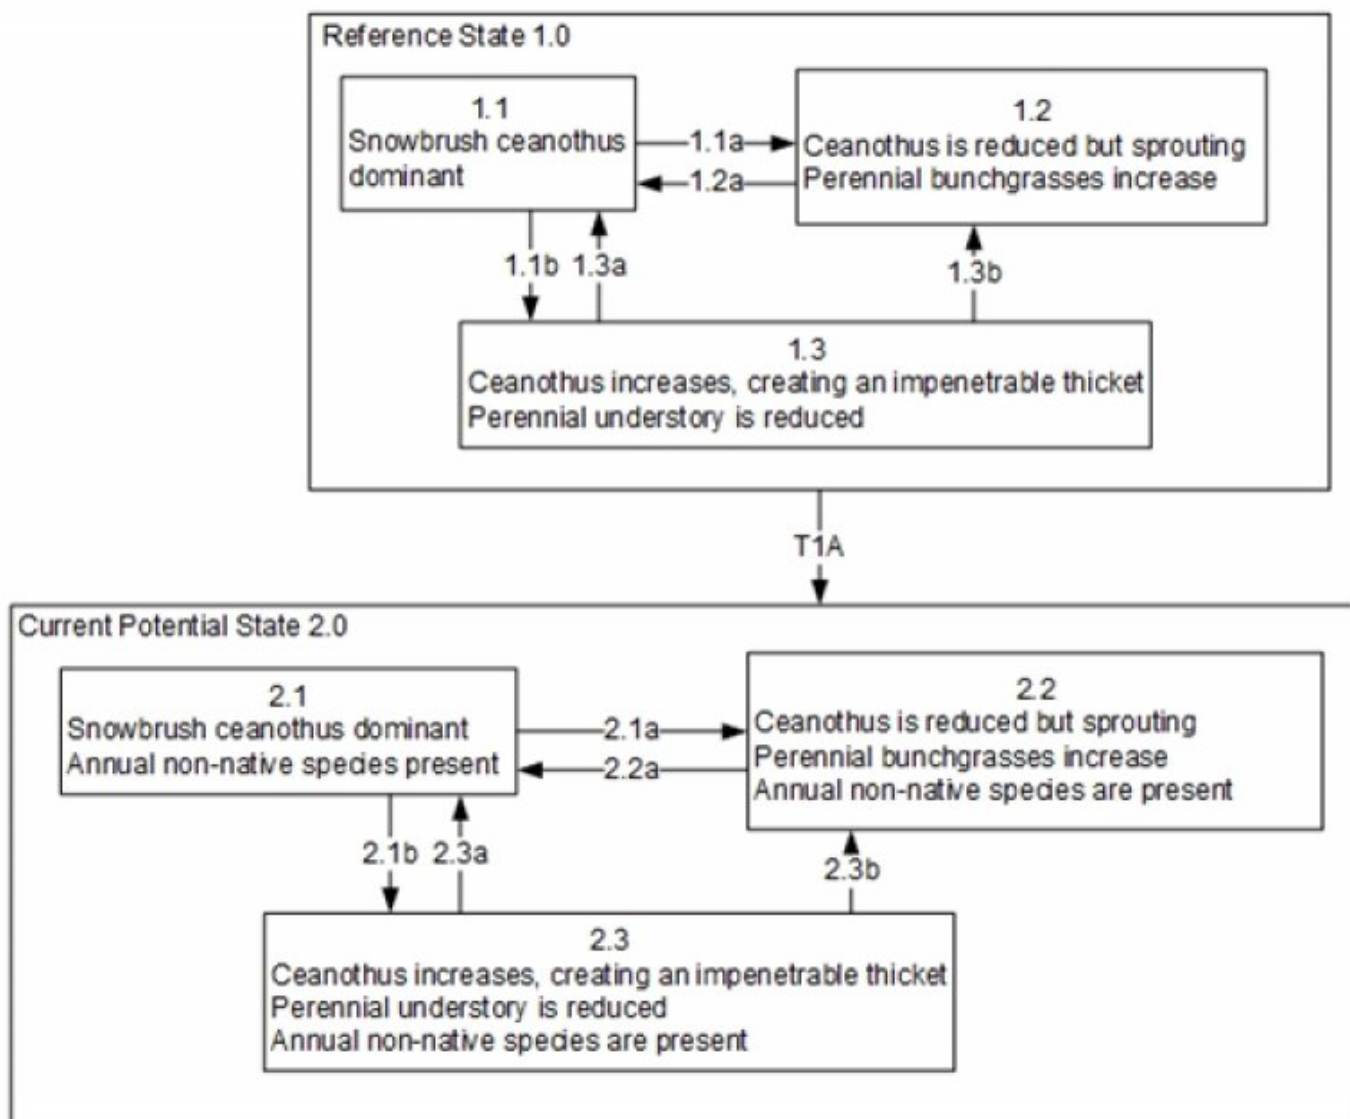 Reference State 1.0
1.1
Snowbrush ceanothus
dominant
1.1a
1.2a
1.2
Ceanothus is reduced but sprouting
Perennial bunchgrasses increase
1.1b 1.3a
1.3b
1.3
Ceanothus increases, creating an impenetrable thicket
Perennial understory is reduced
T1A
Current Potential State 2.0
2.1
Snowbrush ceanothus dominant
Annual non-native species present
2.1a
2.2a
2.2
Ceanothus is reduced but sprouting
Perennial bunchgrasses increase
Annual non-native species are present
2.1b 2.3a
2.3b
2.3
Ceanothus increases, creating an impenetrable thicket
Perennial understory is reduced
Annual non-native species are present